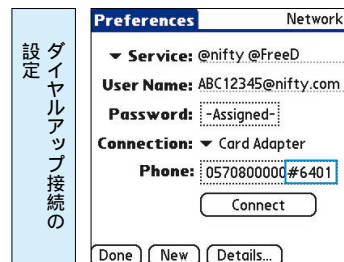 ダイヤルアップ接続の
設定
Preferences Network
▼ Service: @nifty @FreeD
User Name: ABC12345@nifty.com
Password: -Assigned-
Connection: ▼ Card Adapter
Phone: 0570800000#6401
Connect
Done New Details...